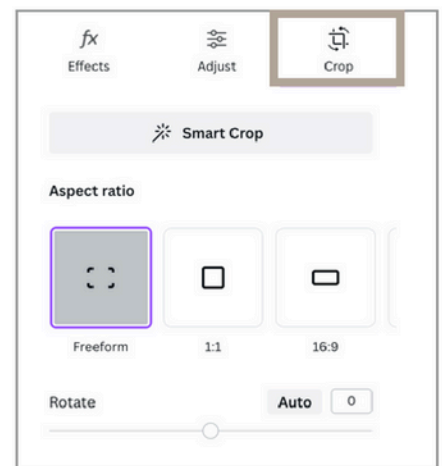 fx
Effects Adjust Crop
Smart Crop
Aspect ratio
Freeform 1:1 16:9
Rotate Auto 0